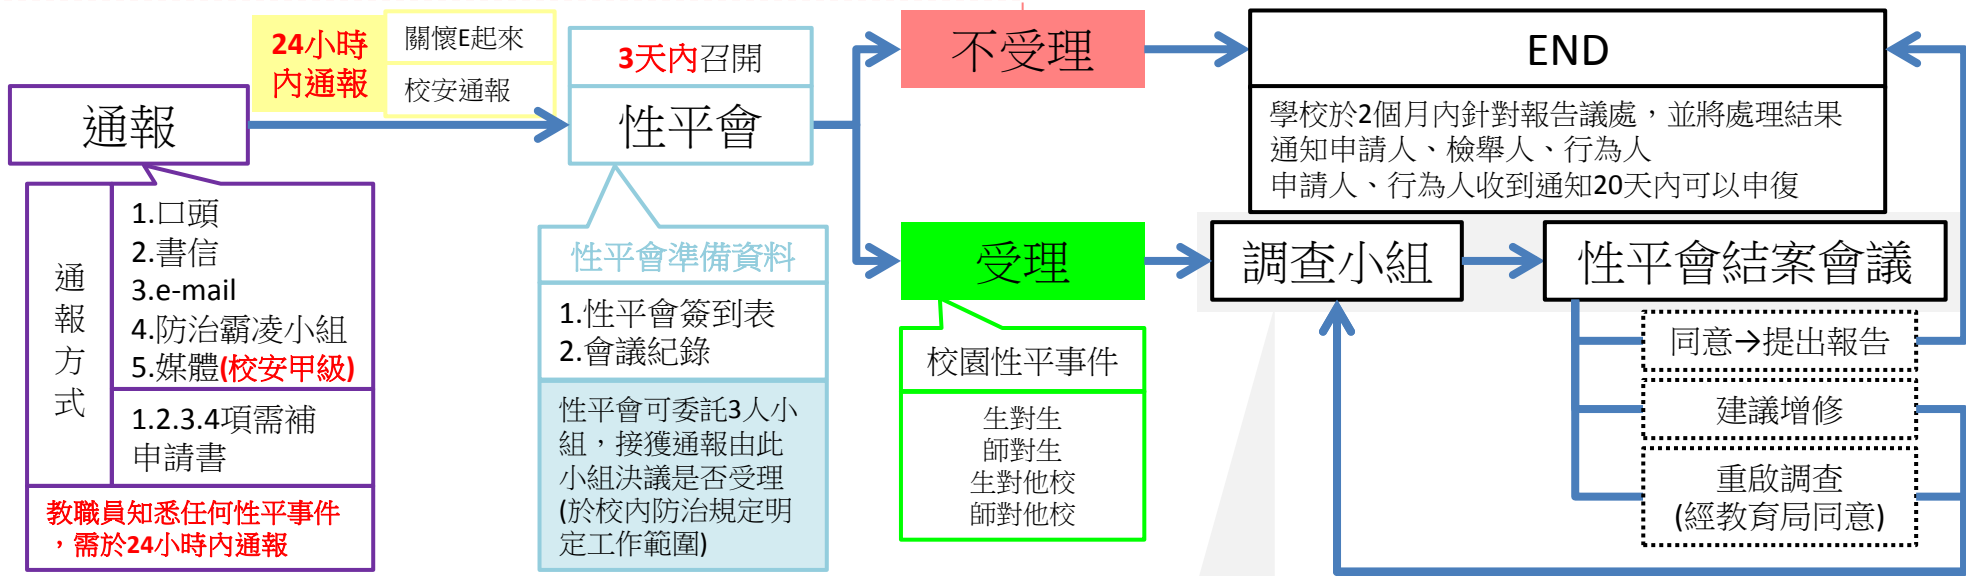 通報
24小時
內通報
關懷E起來
校安通報
通
報
方
式
1.口頭
2.書信
3.e-mail
4.防治霸凌小組
5.媒體(校安甲級)
1.2.3.4項需補
申請書
教職員知悉任何性平事件
，需於24小時內通報
3天內召開
性平會
性平會準備資料
1.性平會簽到表
2.會議紀錄
性平會可委託3人小
組，接獲通報由此
小組決議是否受理
(於校內防治規定明
定工作範圍)
不受理
受理
校園性平事件
生對生
師對生
生對他校
師對他校
END
學校於2個月內針對報告議處，並將處理結果
通知申請人、檢舉人、行為人
申請人、行為人收到通知20天內可以申復
調查小組
性平會結案會議
同意→提出報告
建議增修
重啟調查
(經教育局同意)